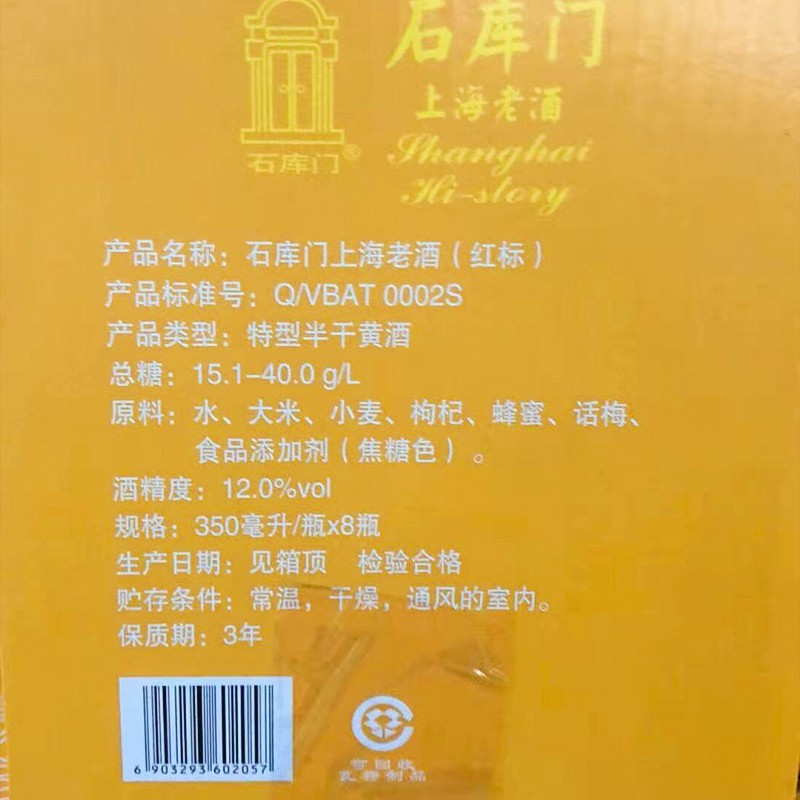 石库门
上海老酒
Shanghai
Hi-story
石库门®
产品名称：石库门上海老酒（红标）
产品标准号：Q/VBAT 0002S
产品类型：特型半干黄酒
总糖：15.1-40.0 g/L
原料：水、大米、小麦、枸杞、蜂蜜、话梅、
食品添加剂（焦糖色）。
酒精度：12.0%vol
规格：350毫升/瓶x8瓶
生产日期：见箱顶 检验合格
贮存条件：常温，干燥，通风的室内。
保质期：3年
6 903293 602057
可回收
瓦楞制品